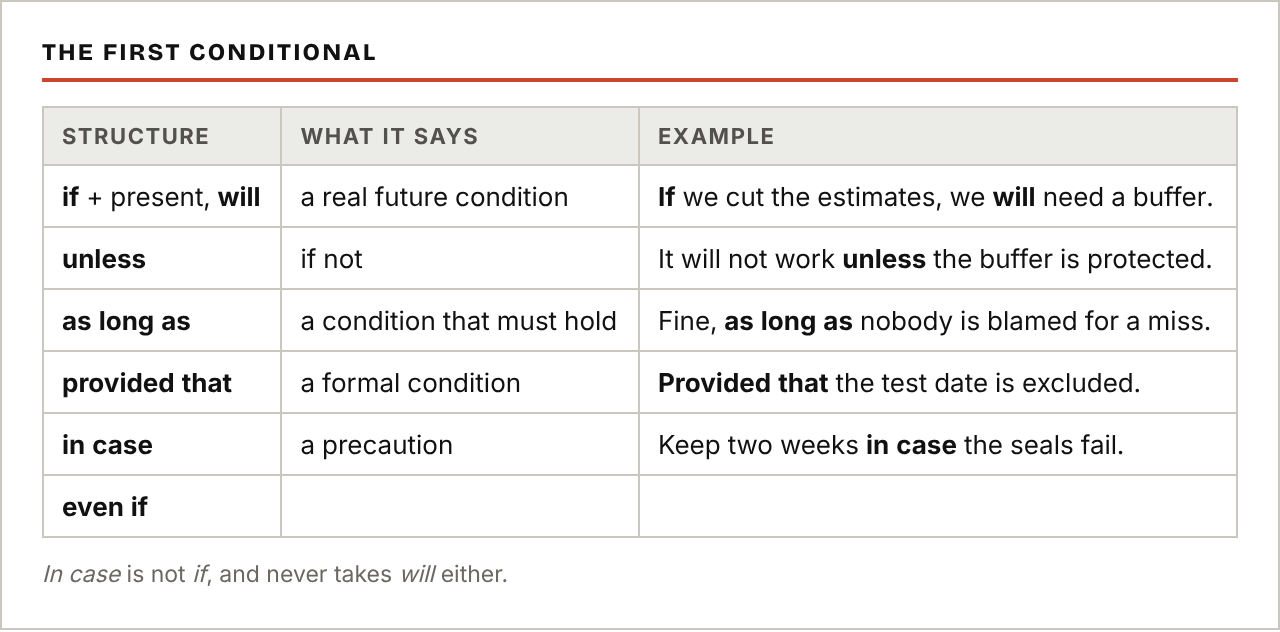 THE FIRST CONDITIONAL
STRUCTURE WHAT IT SAYS EXAMPLE
if + present, will a real future condition If we cut the estimates, we will need a buffer.
unless if not It will not work unless the buffer is protected.
as long as a condition that must hold Fine, as long as nobody is blamed for a miss.
provided that a formal condition Provided that the test date is excluded.
in case a precaution Keep two weeks in case the seals fail.
even if
In case is not if, and never takes will either.